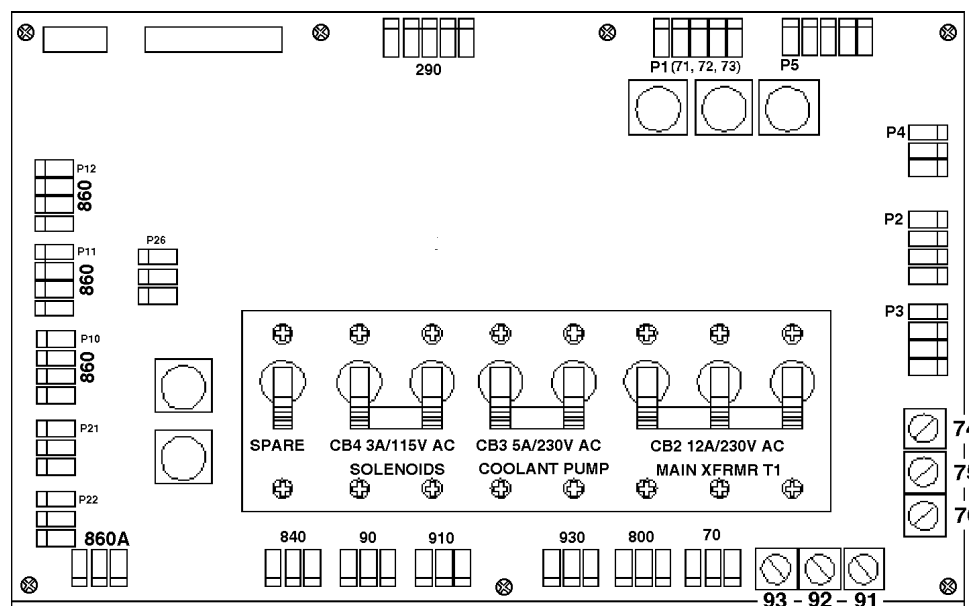 290
P1 (71, 72, 73)
P5
P4
P12
860
P2
P26
P11
860
P3
P10
860
P21
SPARE
CB4 3A/115V AC
CB3 5A/230V AC
CB2 12A/230V AC
SOLENOIDS
COOLANT PUMP
MAIN XFRMR T1
74
75
P22
860A
840
90
910
930
800
70
93 - 92 - 91